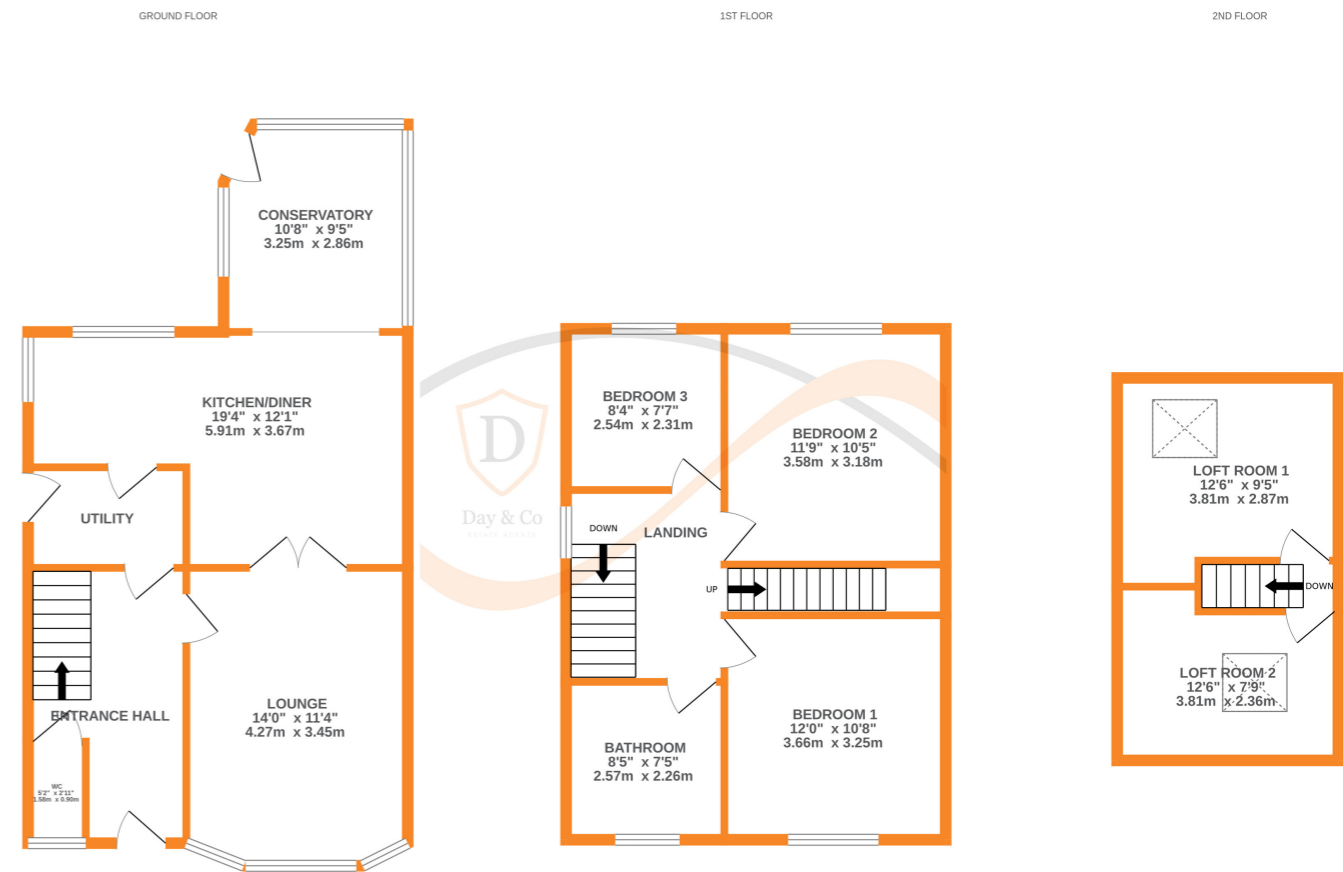 GROUND FLOOR
1ST FLOOR
2ND FLOOR
CONSERVATORY
10'8" x 9'5"
3.25m x 2.86m
KITCHEN/DINER
19'4" x 12'1"
5.91m x 3.67m
UTILITY
ENTRANCE HALL
LOUNGE
14'0" x 11'4"
4.27m x 3.45m
WC
5'2" x 2'11"
1.58m x 0.90m
D
Day & Co
ESTATE AGENTS
BEDROOM 3
8'4" x 7'7"
2.54m x 2.31m
BEDROOM 2
11'9" x 10'5"
3.58m x 3.18m
DOWN
LANDING
UP
BATHROOM
8'5" x 7'5"
2.57m x 2.26m
BEDROOM 1
12'0" x 10'8"
3.66m x 3.25m
LOFT ROOM 1
12'6" x 9'5"
3.81m x 2.87m
DOWN
LOFT ROOM 2
12'6" x 7'9"
3.81m x 2.36m